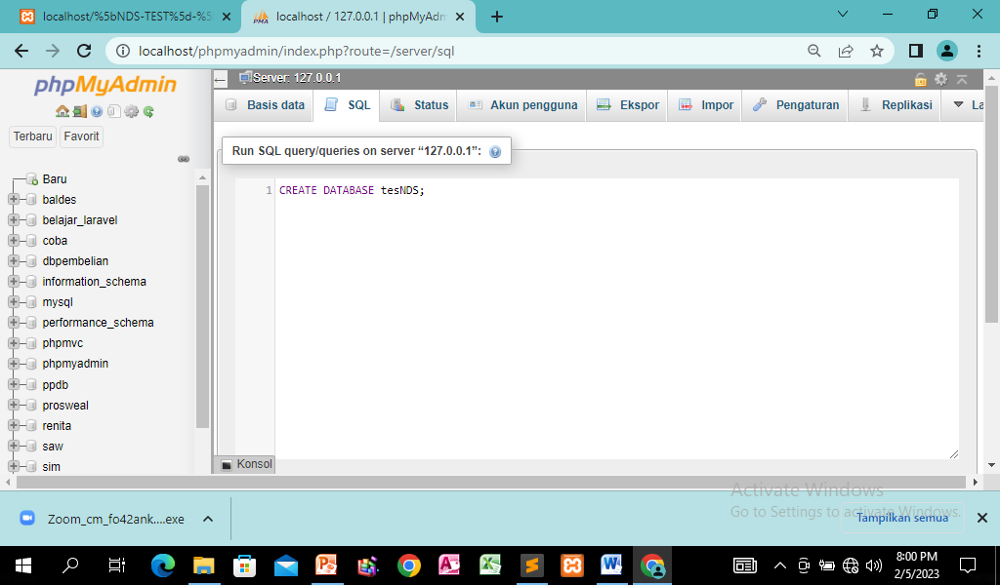 localhost/%5bNDS-TEST%5d-%5
localhost / 127.0.0.1 | phpMyAdm
localhost/phpmyadmin/index.php?route=/server/sql
phpMyAdmin
Terbaru
Favorit
Baru
baldes
belajar_laravel
coba
dbpembelian
information_schema
mysql
performance_schema
phpmvc
phpmyadmin
ppdb
prosweal
renita
saw
sim
Server: 127.0.0.1
Basis data
SQL
Status
Akun pengguna
Ekspor
Impor
Pengaturan
Replikasi
La
Run SQL query/queries on server “127.0.0.1”:
1 CREATE DATABASE tesNDS;
Konsol
Activate Windows
Go to Settings to activate Windows.
Zoom_cm_fo42ank....exe
Tampilkan semua
8:00 PM
2/5/2023